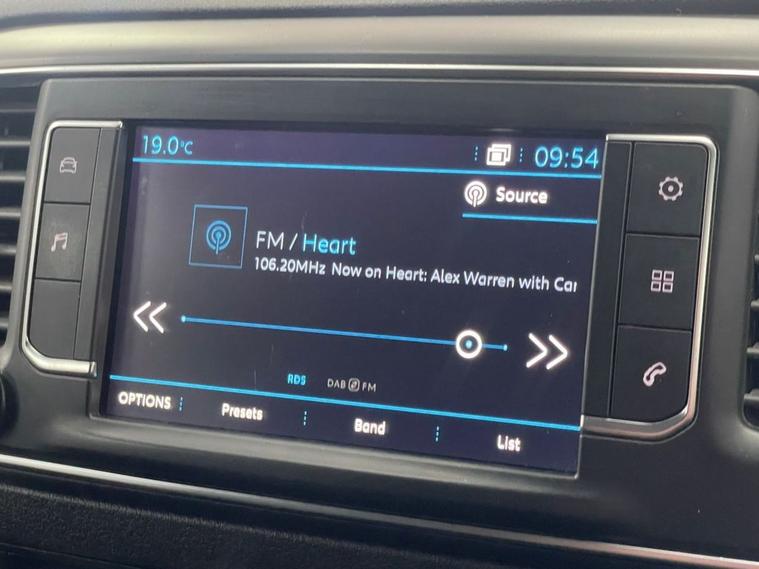 19.0°C 09:54
Source
FM / Heart
106.20MHz Now on Heart: Alex Warren with Car
RDS DAB FM
OPTIONS Presets Band List